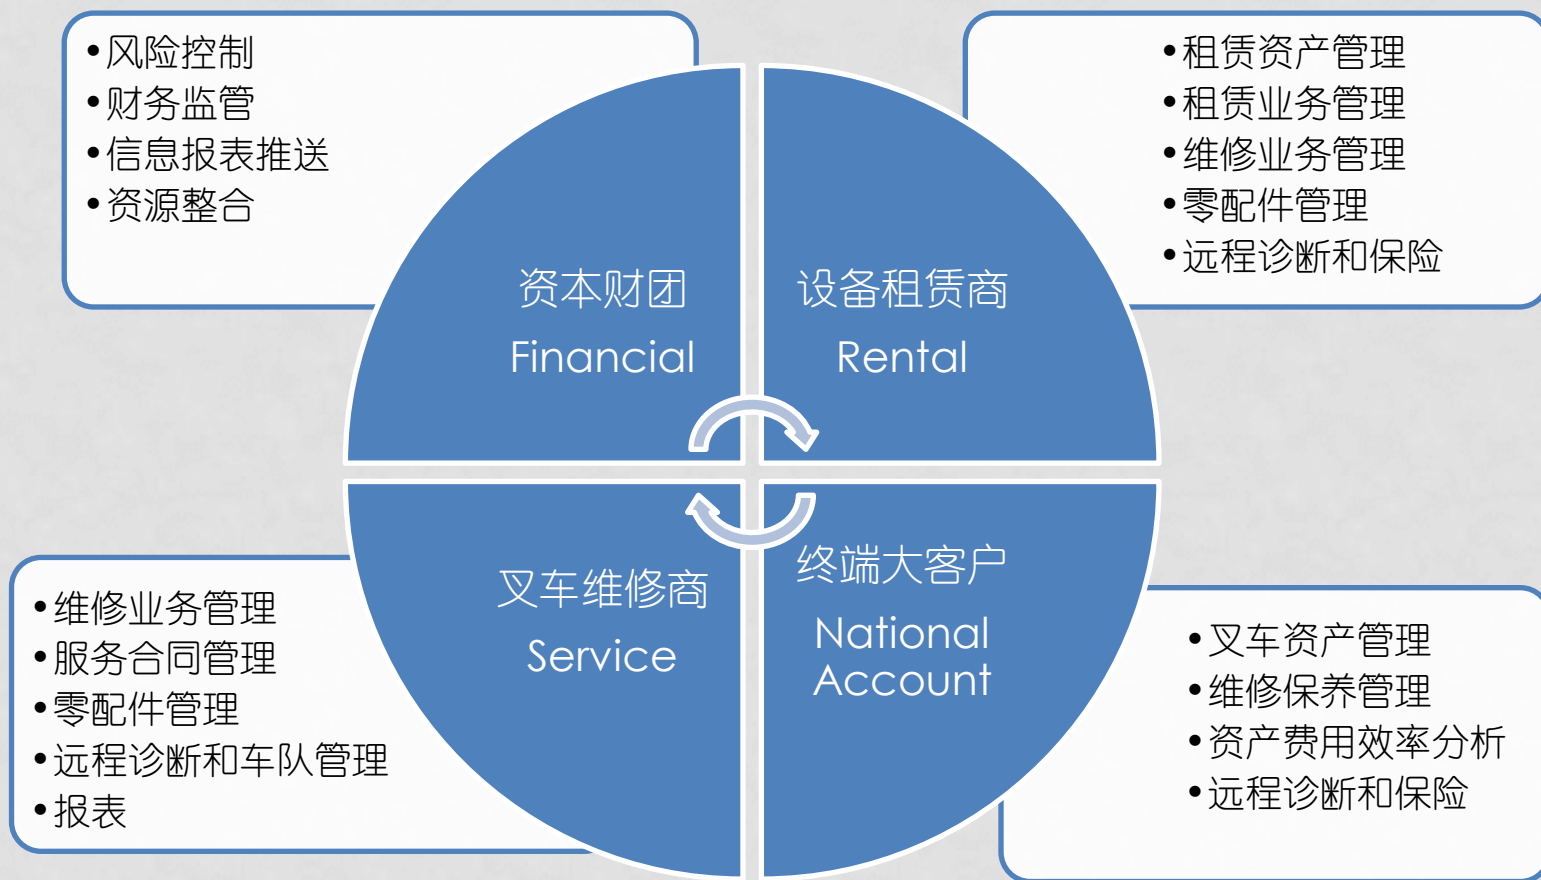 •风险控制
•财务监管
•信息报表推送
•资源整合
资本财团
Financial
•租赁资产管理
•租赁业务管理
•维修业务管理
•零配件管理
•远程诊断和保险
设备租赁商
Rental
•维修业务管理
•服务合同管理
•零配件管理
•远程诊断和车队管理
•报表
叉车维修商
Service
终端大客户
National
Account
•叉车资产管理
•维修保养管理
•资产费用效率分析
•远程诊断和保险